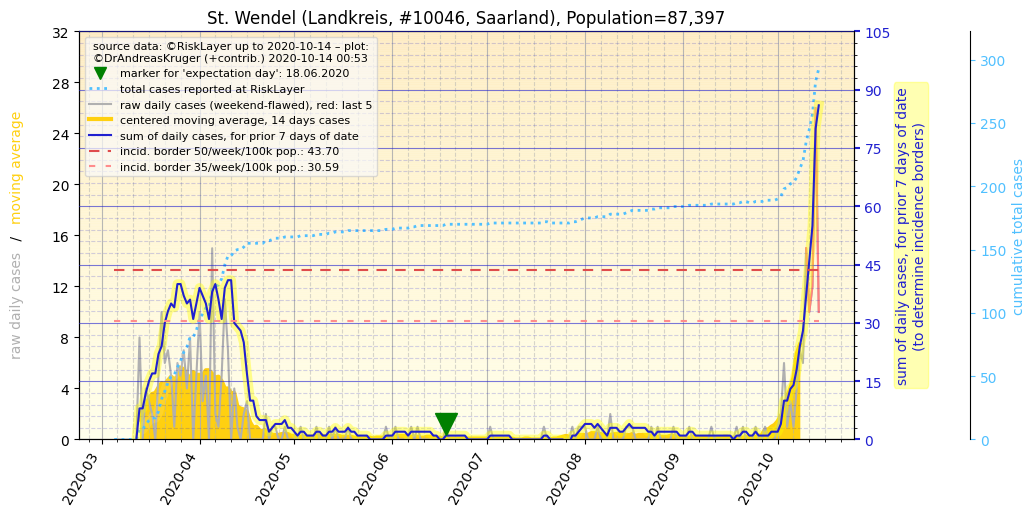 St. Wendel (Landkreis, #10046, Saarland), Population=87,397
source data: ©RiskLayer up to 2020-10-14 – plot:
©DrAndreasKruger (+contrib.) 2020-10-14 00:53
marker for 'expectation day': 18.06.2020
total cases reported at RiskLayer
raw daily cases (weekend-flawed), red: last 5
centered moving average, 14 days cases
sum of daily cases, for prior 7 days of date
incid. border 50/week/100k pop.: 43.70
incid. border 35/week/100k pop.: 30.59
raw daily cases / moving average
32
28
24
20
16
12
8
4
0
2020-03
2020-04
2020-05
2020-06
2020-07
2020-08
2020-09
2020-10
105
90
75
60
45
30
15
0
sum of daily cases, for prior 7 days of date
(to determine incidence borders)
300
250
200
150
100
50
0
cumulative total cases